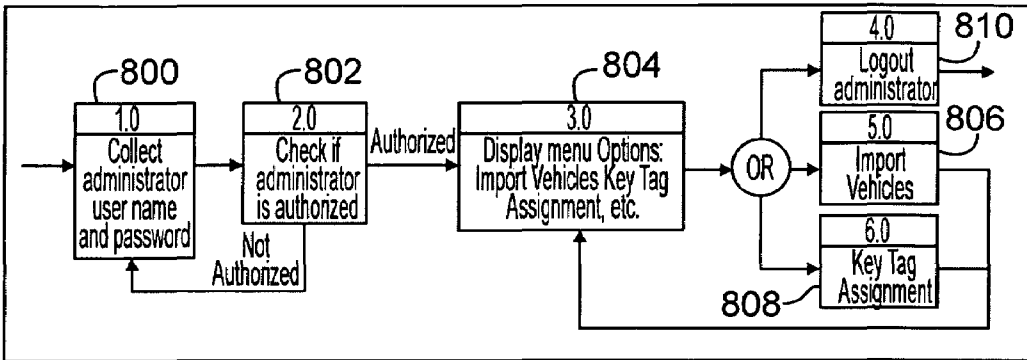 800
1.0
Collect
administrator
user name
and password
802
2.0
Check if
administrator
is authorized
Authorized
Not
Authorized
804
3.0
Display menu Options:
Import Vehicles Key Tag
Assignment, etc.
OR
810
4.0
Logout
administrator
806
5.0
Import
Vehicles
6.0
Key Tag
Assignment
808